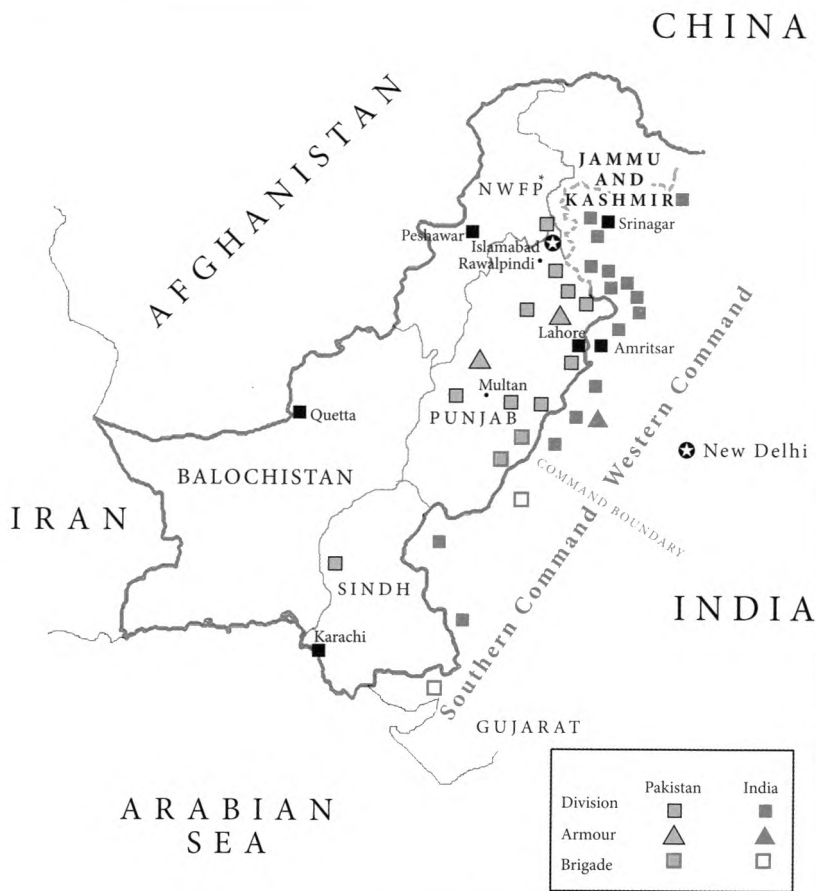 CHINA
AFGHANISTAN
JAMMU
AND
KASHMIR
NWFP*
Srinagar
Peshawar
Islamabad
Rawalpindi
Lahore
Amritsar
Multan
Quetta
PUNJAB
Western Command
New Delhi
BALOCHISTAN
COMMAND BOUNDARY
IRAN
SINDH
Southern Command
INDIA
Karachi
GUJARAT
ARABIAN
SEA
Pakistan India
Division
Armour
Brigade